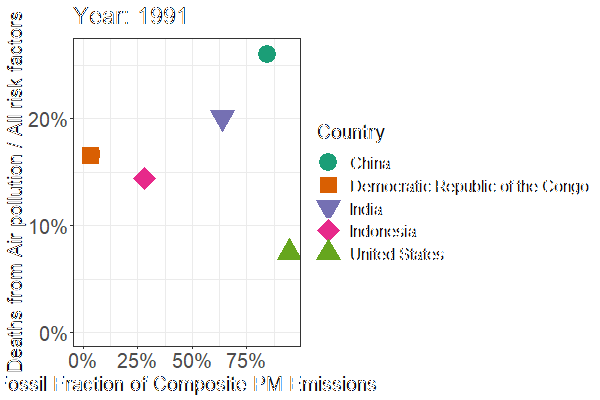 Year: 1991
Deaths from Air pollution / All risk factors
20%
10%
0%
0%
25%
50%
75%
Fossil Fraction of Composite PM Emissions
Country
China
Democratic Republic of the Congo
India
Indonesia
United States